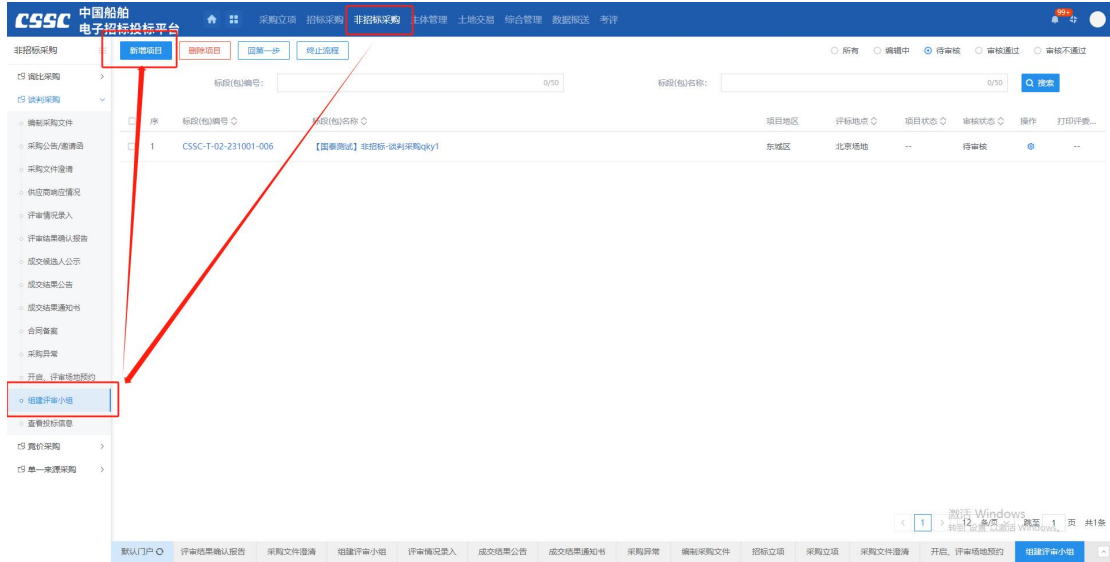 CSSC 中国船舶
电子招标投标平台
采购立项 招标采购 非招标采购 主体管理 土地交易 综合管理 数据报送 考评
99+
非招标采购
新增项目 删除项目 回第一步 终止流程
所有 编辑中 待审核 审核通过 审核不通过
询比采购
谈判采购
编制采购文件
采购公告/邀请函
采购文件澄清
供应商响应情况
评审情况录入
评审结果确认报告
成交候选人公示
成交结果公告
成交结果通知书
合同备案
采购异常
开启、评审场地预约
组建评审小组
查看投标信息
竞价采购
单一来源采购
标段(包)编号: 0/50 标段(包)名称: 0/50 搜索
序 标段(包)编号 标段(包)名称 项目地区 评标地点 项目状态 审核状态 操作 打印评委...
1 CSSC-T-02-231001-006 【国泰测试】非招标-谈判采购qky1 东城区 北京场地 -- 待审核 --
激活 Windows
转到"设置"以激活 Windows。
1 12 条/页 跳至 1 页 共1条
默认门户 评审结果确认报告 采购文件澄清 组建评审小组 评审情况录入 成交结果公告 成交结果通知书 采购异常 编制采购文件 招标立项 采购立项 采购文件澄清 开启、评审场地预约 组建评审小组